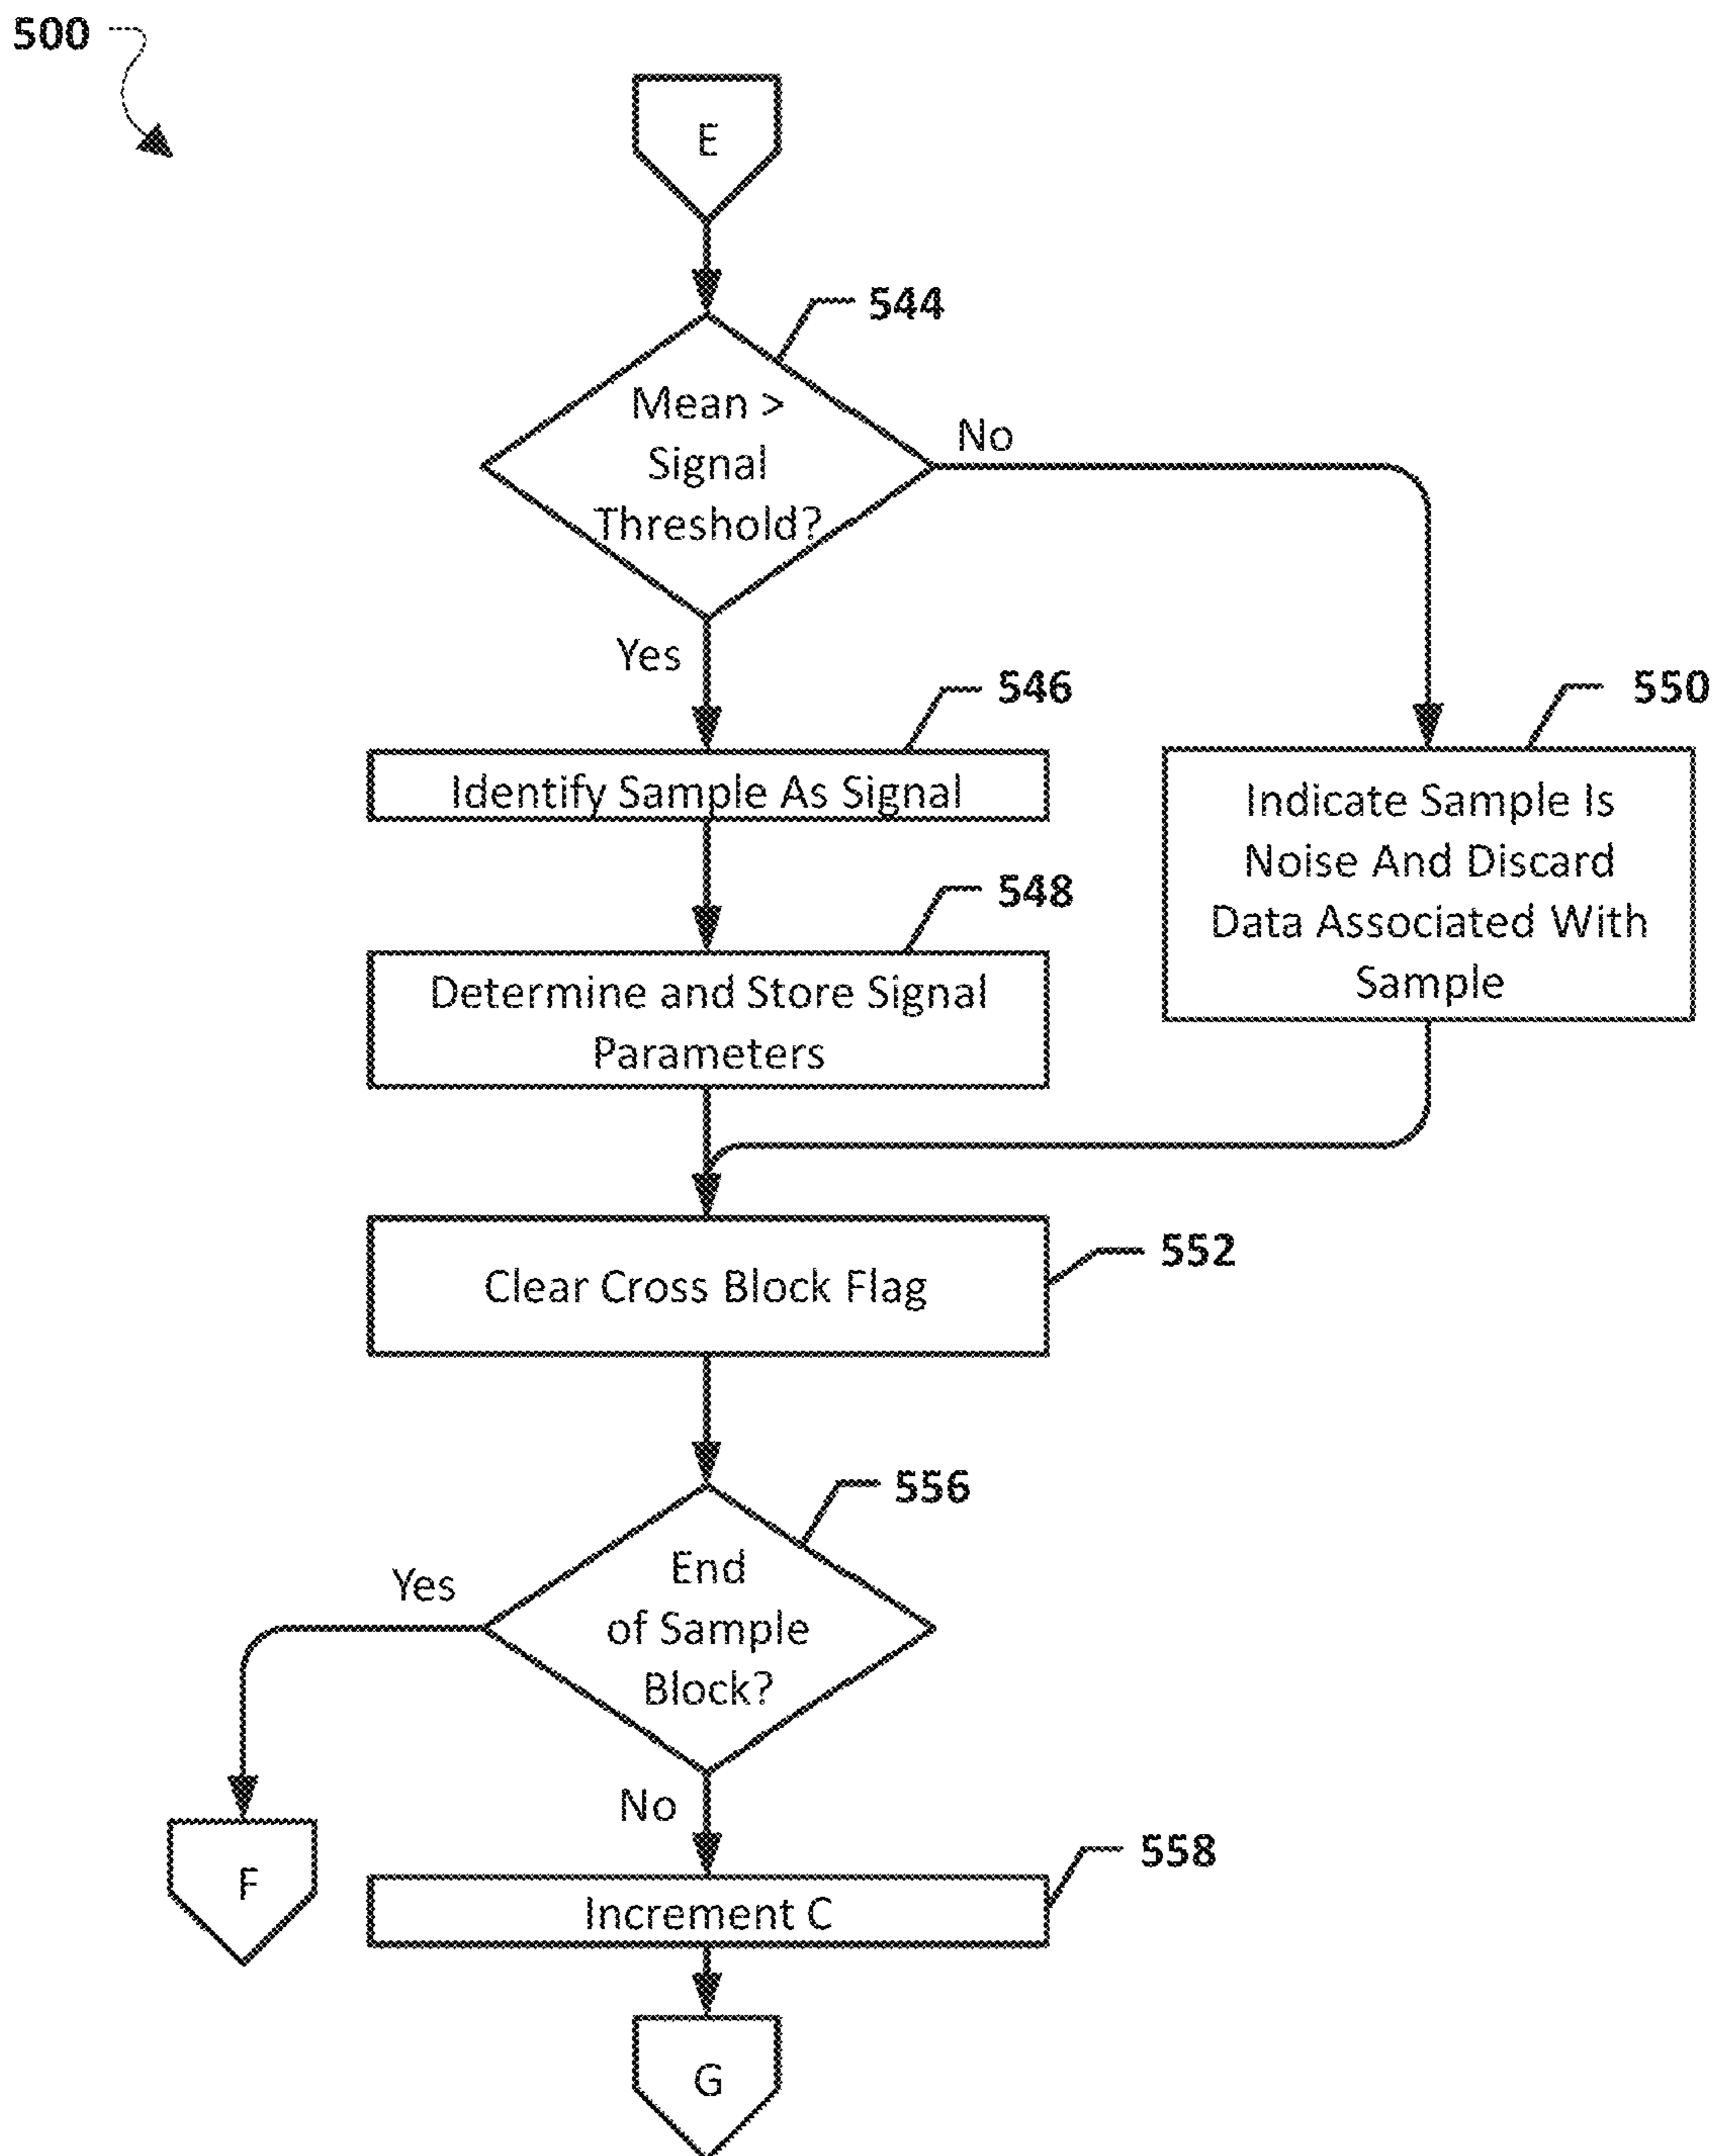 500
E
544
Mean >
Signal
Threshold?
No
Yes
546
Identify Sample As Signal
550
Indicate Sample Is
Noise And Discard
Data Associated With
Sample
548
Determine and Store Signal
Parameters
552
Clear Cross Block Flag
556
End
of Sample
Block?
Yes
No
F
558
Increment C
G